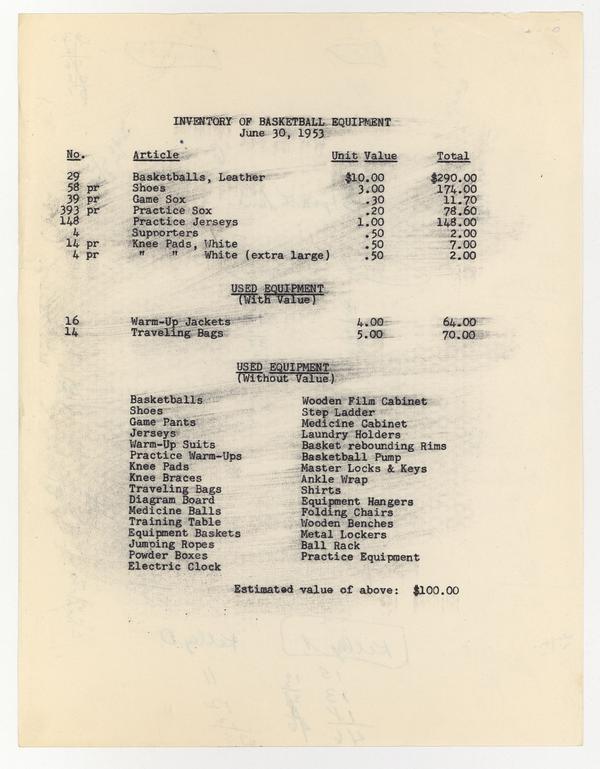 INVENTORY OF BASKETBALL EQUIPMENT
June 30, 1953
No. Article Unit Value Total
29 Basketballs, Leather $10.00 $290.00
58 pr Shoes 3.00 174.00
39 pr Game Sox .30 11.70
393 pr Practice Sox .20 78.60
148 Practice Jerseys 1.00 148.00
4 Supporters .50 2.00
14 pr Knee Pads, White .50 7.00
4 pr " " White (extra large) .50 2.00
USED EQUIPMENT
(With Value)
16 Warm-Up Jackets 4.00 64.00
14 Traveling Bags 5.00 70.00
USED EQUIPMENT
(Without Value)
Basketballs
Shoes
Game Pants
Jerseys
Warm-Up Suits
Practice Warm-Ups
Knee Pads
Knee Braces
Traveling Bags
Diagram Board
Medicine Balls
Training Table
Equipment Baskets
Jumping Ropes
Powder Boxes
Electric Clock
Wooden Film Cabinet
Step Ladder
Medicine Cabinet
Laundry Holders
Basket rebounding Rims
Basketball Pump
Master Locks & Keys
Ankle Wrap
Shirts
Equipment Hangers
Folding Chairs
Wooden Benches
Metal Lockers
Ball Rack
Practice Equipment
Estimated value of above: $100.00